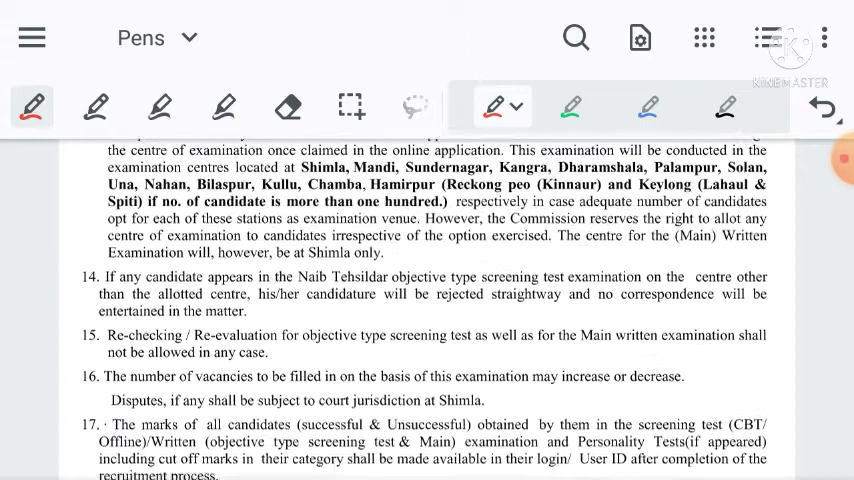 Pens
KINEMASTER
the centre of examination once claimed in the online application. This examination will be conducted in the
examination centres located at Shimla, Mandi, Sundernagar, Kangra, Dharamshala, Palampur, Solan,
Una, Nahan, Bilaspur, Kullu, Chamba, Hamirpur (Reckong peo (Kinnaur) and Keylong (Lahaul &
Spiti) if no. of candidate is more than one hundred.) respectively in case adequate number of candidates
opt for each of these stations as examination venue. However, the Commission reserves the right to allot any
centre of examination to candidates irrespective of the option exercised. The centre for the (Main) Written
Examination will, however, be at Shimla only.
14. If any candidate appears in the Naib Tehsildar objective type screening test examination on the centre other
than the allotted centre, his/her candidature will be rejected straightway and no correspondence will be
entertained in the matter.
15. Re-checking / Re-evaluation for objective type screening test as well as for the Main written examination shall
not be allowed in any case.
16. The number of vacancies to be filled in on the basis of this examination may increase or decrease.
Disputes, if any shall be subject to court jurisdiction at Shimla.
17. · The marks of all candidates (successful & Unsuccessful) obtained by them in the screening test (CBT/
Offline)/Written (objective type screening test & Main) examination and Personality Tests(if appeared)
including cut off marks in their category shall be made available in their login/ User ID after completion of the
recruitment process.